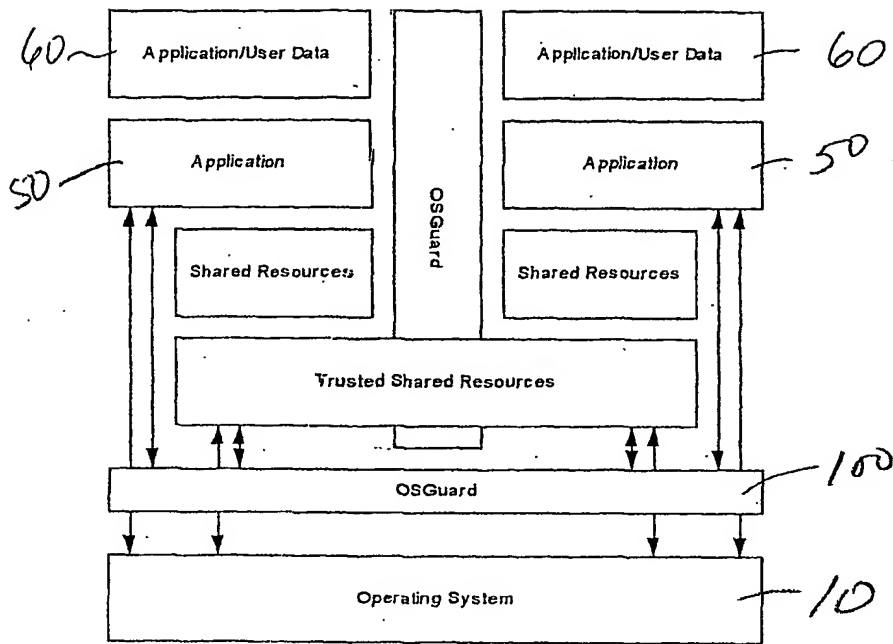 60 Application/User Data Application/User Data 60
50 Application Application 50
OSGuard
Shared Resources Shared Resources
Trusted Shared Resources
OSGuard 100
Operating System 10